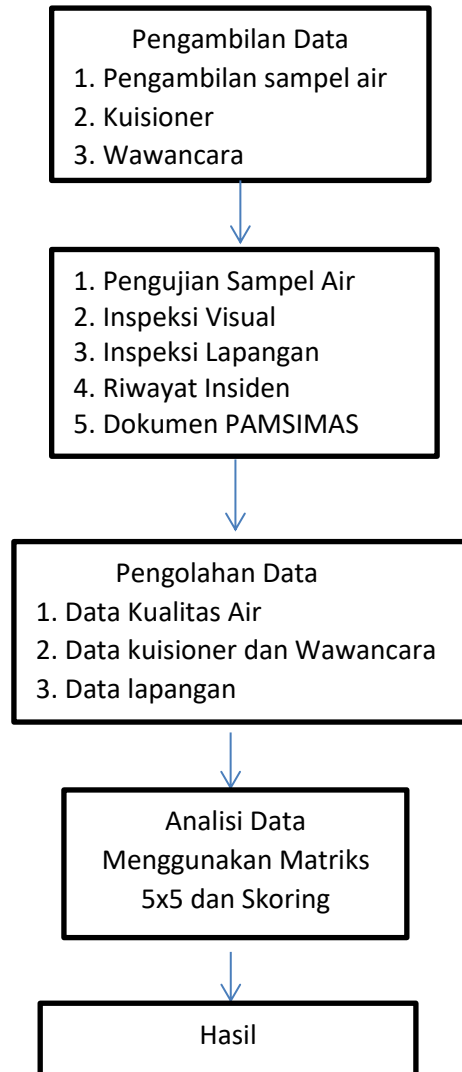 Pengambilan Data
1. Pengambilan sampel air
2. Kuisioner
3. Wawancara
1. Pengujian Sampel Air
2. Inspeksi Visual
3. Inspeksi Lapangan
4. Riwayat Insiden
5. Dokumen PAMSIMAS
Pengolahan Data
1. Data Kualitas Air
2. Data kuisioner dan Wawancara
3. Data lapangan
Analisi Data
Menggunakan Matriks
5x5 dan Skoring
Hasil